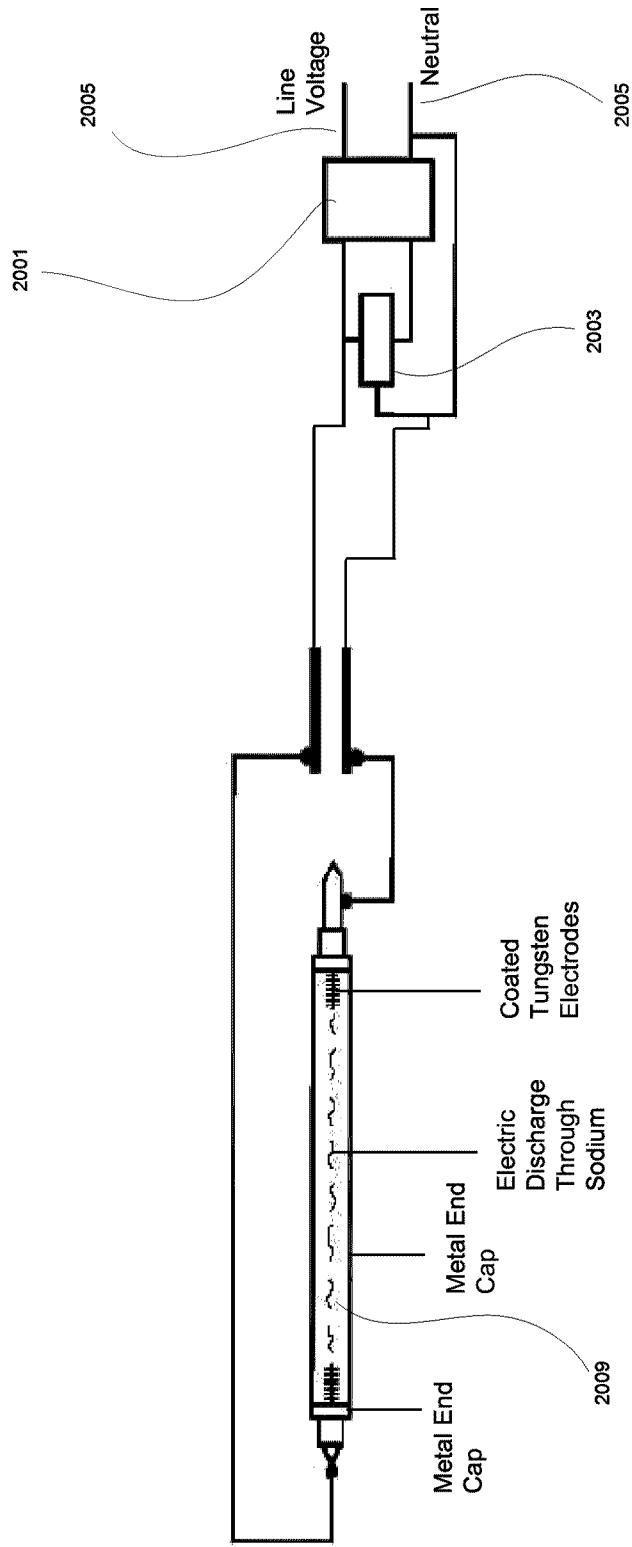 2005
Line
Voltage
Neutral
2005
2001
2003
Coated
Tungsten
Electrodes
Electric
Discharge
Through
Sodium
Metal End
Cap
2009
Metal End
Cap